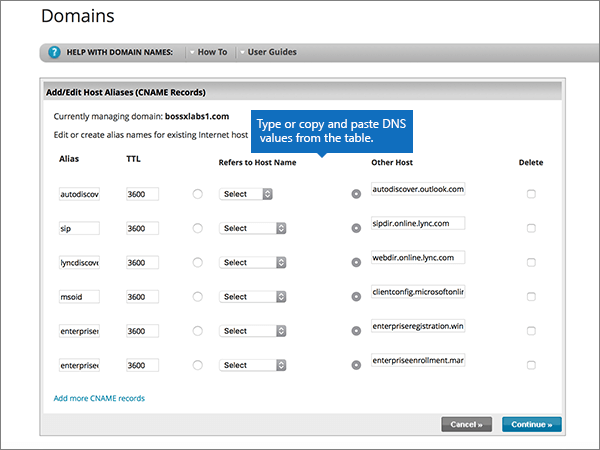 Domains
? HELP WITH DOMAIN NAMES: How To User Guides
Add/Edit Host Aliases (CNAME Records)
Currently managing domain: bossxlabs1.com
Type or copy and paste DNS
values from the table.
Edit or create alias names for existing Internet host
Alias TTL Refers to Host Name Other Host Delete
autodiscov 3600 Select autodiscover.outlook.com
sip 3600 Select sipdir.online.lync.com
lyncdiscove 3600 Select webdir.online.lync.com
msoid 3600 Select clientconfig.microsoftonlin
enterprise 3600 Select enterpriseregistration.win
enterprise 3600 Select enterpriseenrollment.mar
Add more CNAME records
Cancel » Continue »